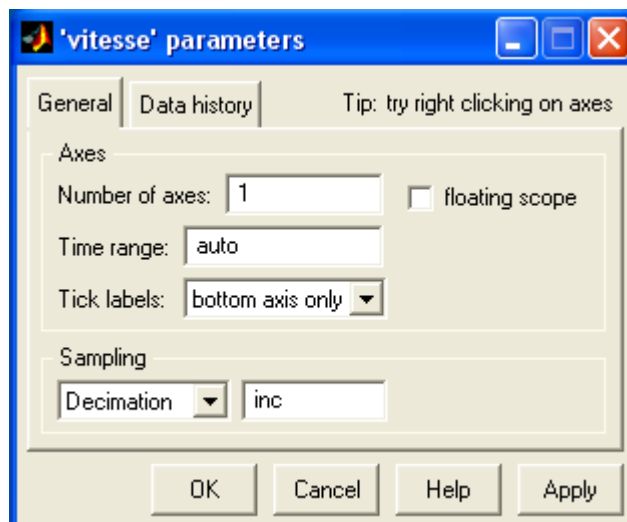 'vitesse' parameters
General Data history Tip: try right clicking on axes
Axes
Number of axes: 1 floating scope
Time range: auto
Tick labels: bottom axis only
Sampling
Decimation inc
OK Cancel Help Apply